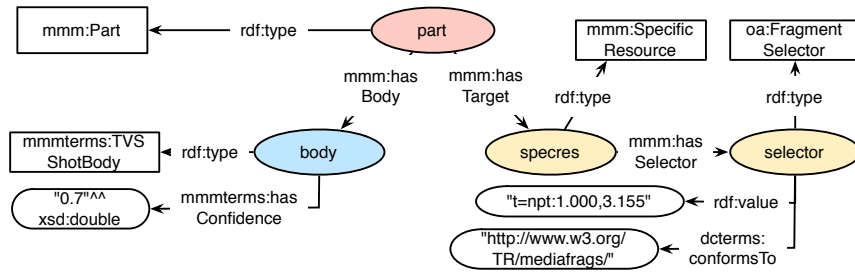 mmm:Part
rdf:type
part
mmm:Specific
Resource
oa:Fragment
Selector
mmm:has
Body
mmm:has
Target
rdf:type
rdf:type
mmmterms:TVS
ShotBody
rdf:type
body
specres
mmm:has
Selector
selector
"0.7"^^
xsd:double
mmmterms:has
Confidence
"t=npt:1.000,3.155"
rdf:value
"http://www.w3.org/
TR/mediafrags/"
dcterms:
conformsTo